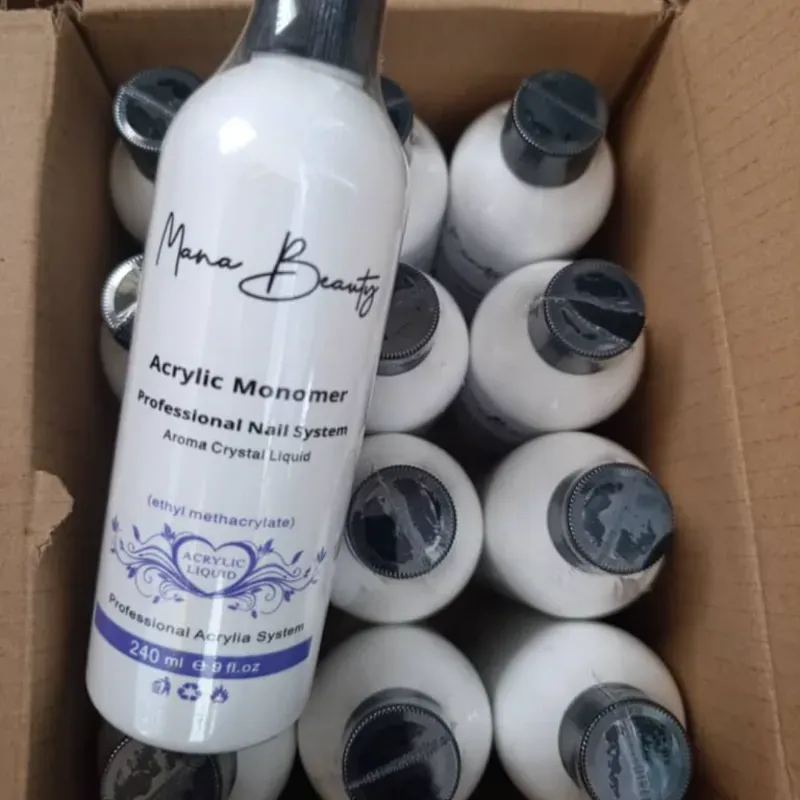 Mana Beauty
Acrylic Monomer
Professional Nail System
Aroma Crystal Liquid
(ethyl methacrylate)
ACRYLIC
LIQUID
Professional Acrylia System
240 ml e 9 fl.oz